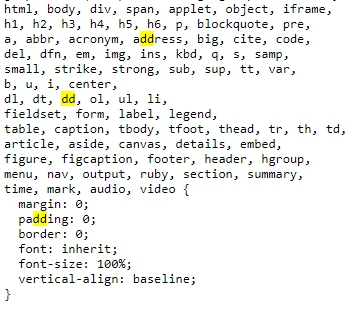 html, body, div, span, applet, object, iframe,
h1, h2, h3, h4, h5, h6, p, blockquote, pre,
a, abbr, acronym, address, big, cite, code,
del, dfn, em, img, ins, kbd, q, s, samp,
small, strike, strong, sub, sup, tt, var,
b, u, i, center,
dl, dt, dd, ol, ul, li,
fieldset, form, label, legend,
table, caption, tbody, tfoot, thead, tr, th, td,
article, aside, canvas, details, embed,
figure, figcaption, footer, header, hgroup,
menu, nav, output, ruby, section, summary,
time, mark, audio, video {
  margin: 0;
  padding: 0;
  border: 0;
  font: inherit;
  font-size: 100%;
  vertical-align: baseline;
}